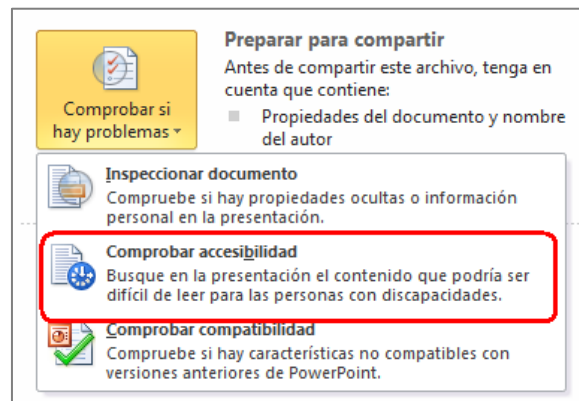 Preparar para compartir
Antes de compartir este archivo, tenga en
cuenta que contiene:
Propiedades del documento y nombre
del autor
Comprobar si
hay problemas
Inspeccionar documento
Compruebe si hay propiedades ocultas o información
personal en la presentación.
Comprobar accesibilidad
Busque en la presentación el contenido que podría ser
difícil de leer para las personas con discapacidades.
Comprobar compatibilidad
Compruebe si hay características no compatibles con
versiones anteriores de PowerPoint.